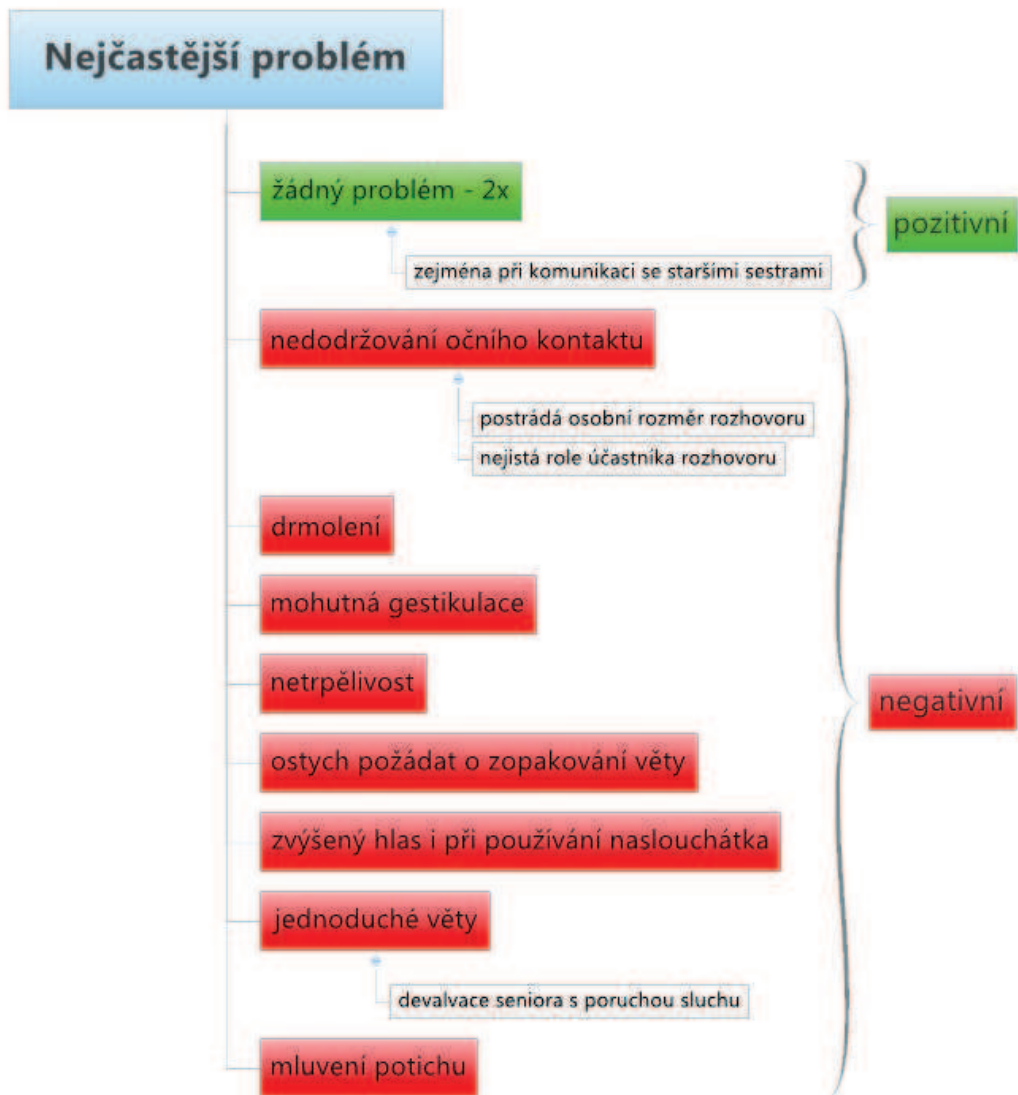 Nejčastější problém
žádný problém - 2x
pozitivní
zejména při komunikaci se staršími sestrami
nedodržování očního kontaktu
postrádá osobní rozměr rozhovoru
nejistá role účastníka rozhovoru
drmolení
mohutná gestikulace
netrpělivost
negativní
ostych požádat o zopakování věty
zvýšený hlas i při používání naslouchátka
jednoduché věty
devalvace seniora s poruchou sluchu
mluvení potichu